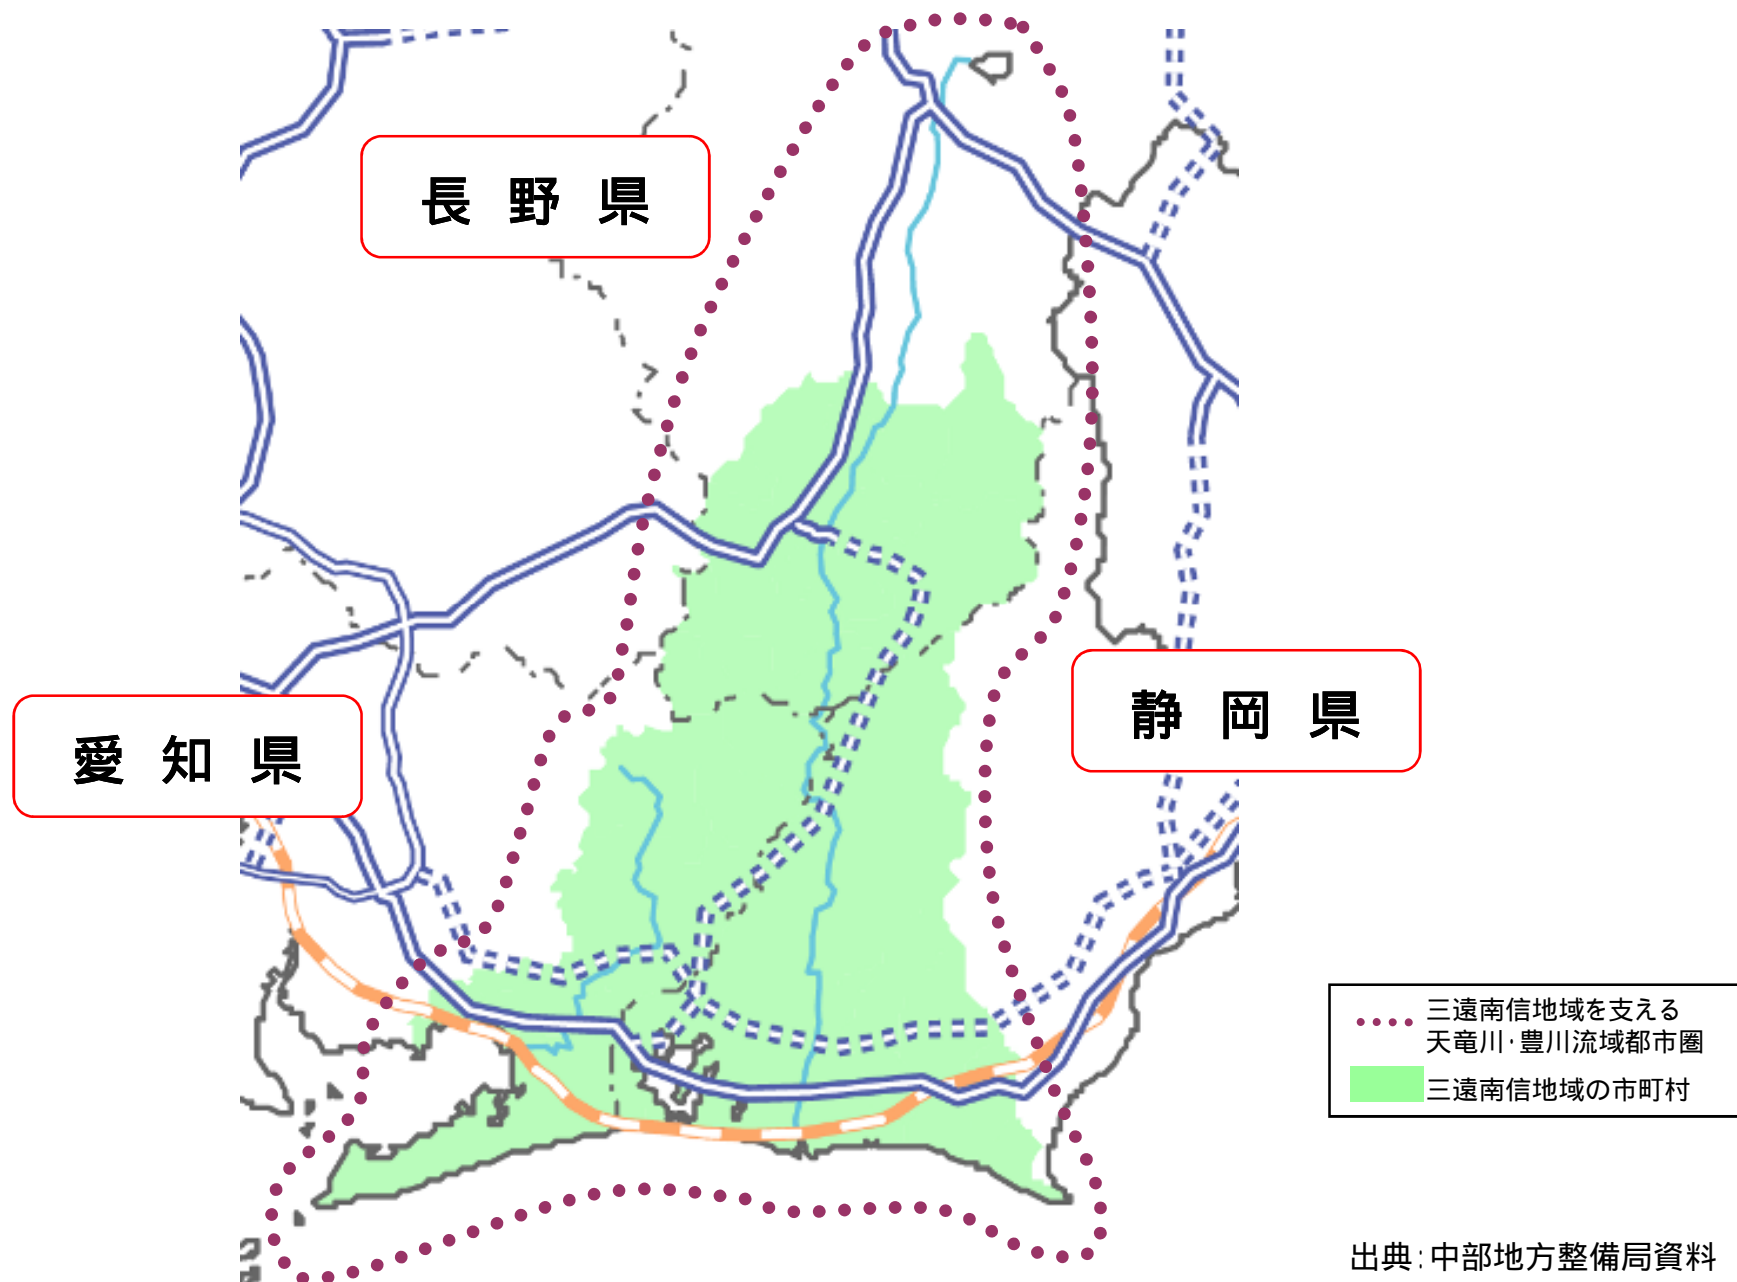 長野県
愛知県
静岡県
三遠南信地域を支える
天竜川･豊川流域都市圏
三遠南信地域の市町村
出典:中部地方整備局資料